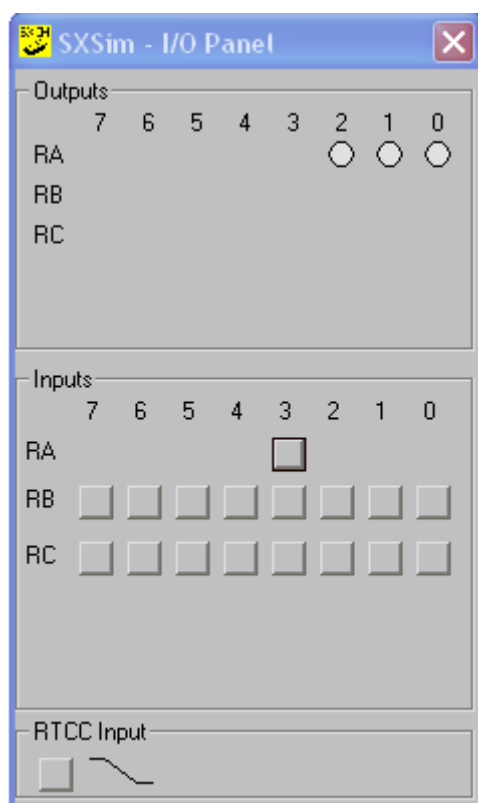 SXSim - I/O Panel
Outputs
7 6 5 4 3 2 1 0
RA
RB
RC
Inputs
7 6 5 4 3 2 1 0
RA
RB
RC
RTCC Input